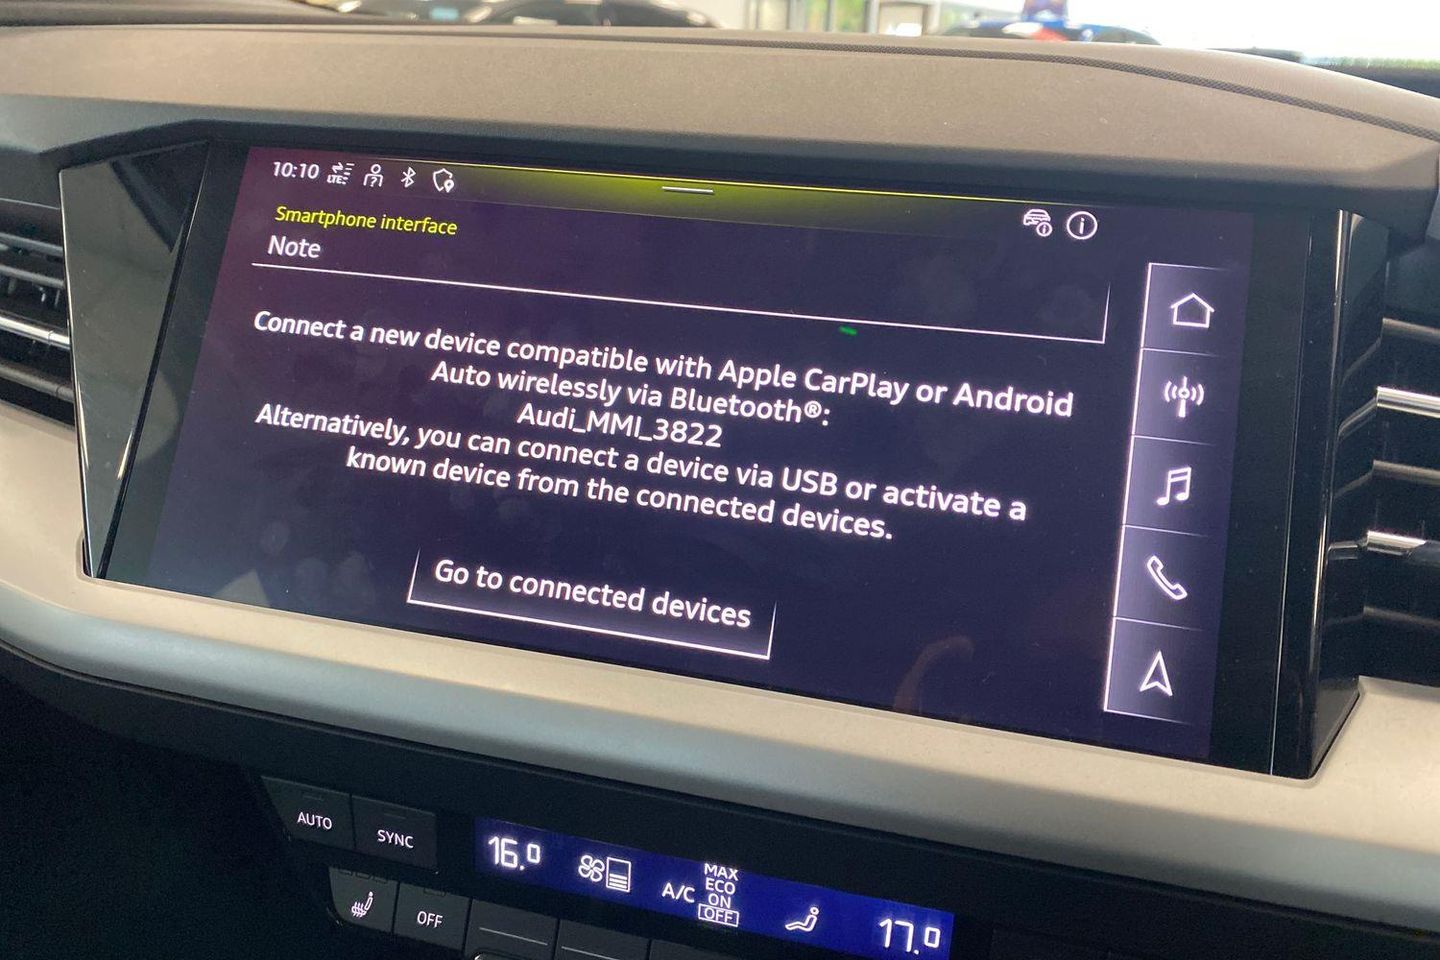 10:10
LTE
Smartphone interface
Note
Connect a new device compatible with Apple CarPlay or Android
Auto wirelessly via Bluetooth®:
Audi_MMI_3822
Alternatively, you can connect a device via USB or activate a
known device from the connected devices.
Go to connected devices
AUTO
SYNC
16.0
A/C
MAX
ECO
ON
OFF
17.0
OFF